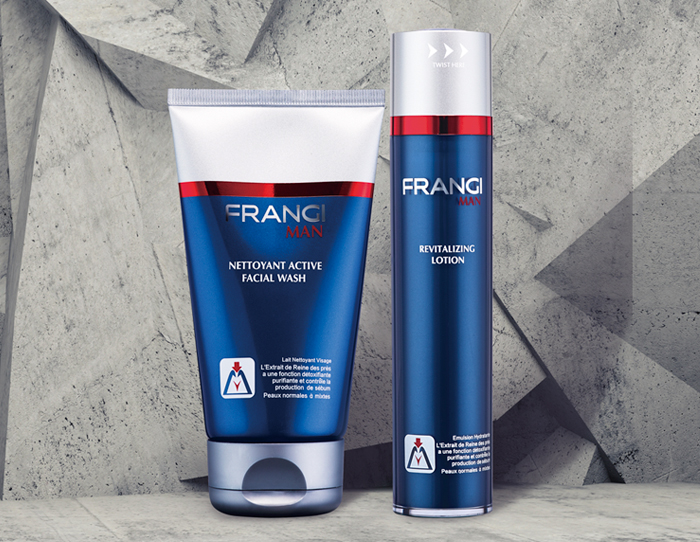 FRANGI
MAN
NETTOYANT ACTIVE
FACIAL WASH
Lait Nettoyant Visage
L'Extrait de Reine des prés
a une fonction détoxifiante
purifiante et contrôle la
production de sébum
Peaux normales à mixtes
TWIST HERE
FRANGI
MAN
REVITALIZING
LOTION
Emulsion Hydratante
L'Extrait de Reine des prés
a une fonction détoxifiante
purifiante et contrôle la
production de sébum
Peaux normales à mixtes